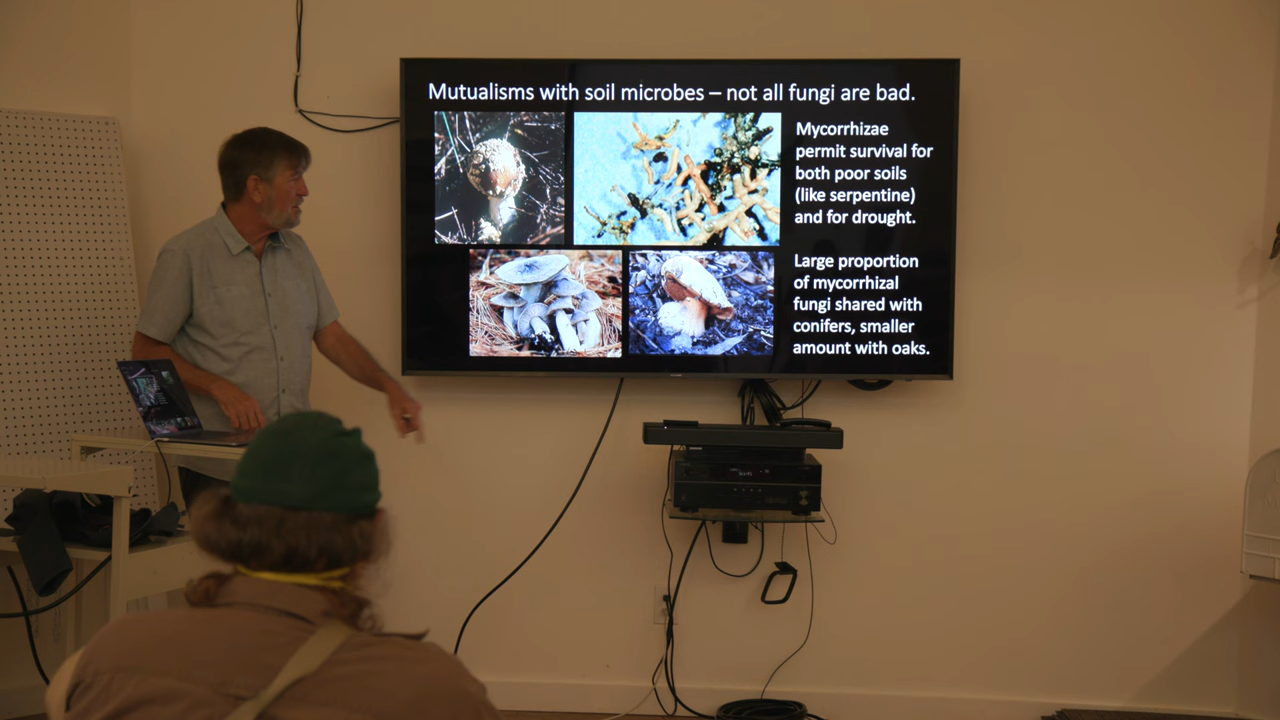 Mutualisms with soil microbes – not all fungi are bad.
Mycorrhizae
permit survival for
both poor soils
(like serpentine)
and for drought.
Large proportion
of mycorrhizal
fungi shared with
conifers, smaller
amount with oaks.